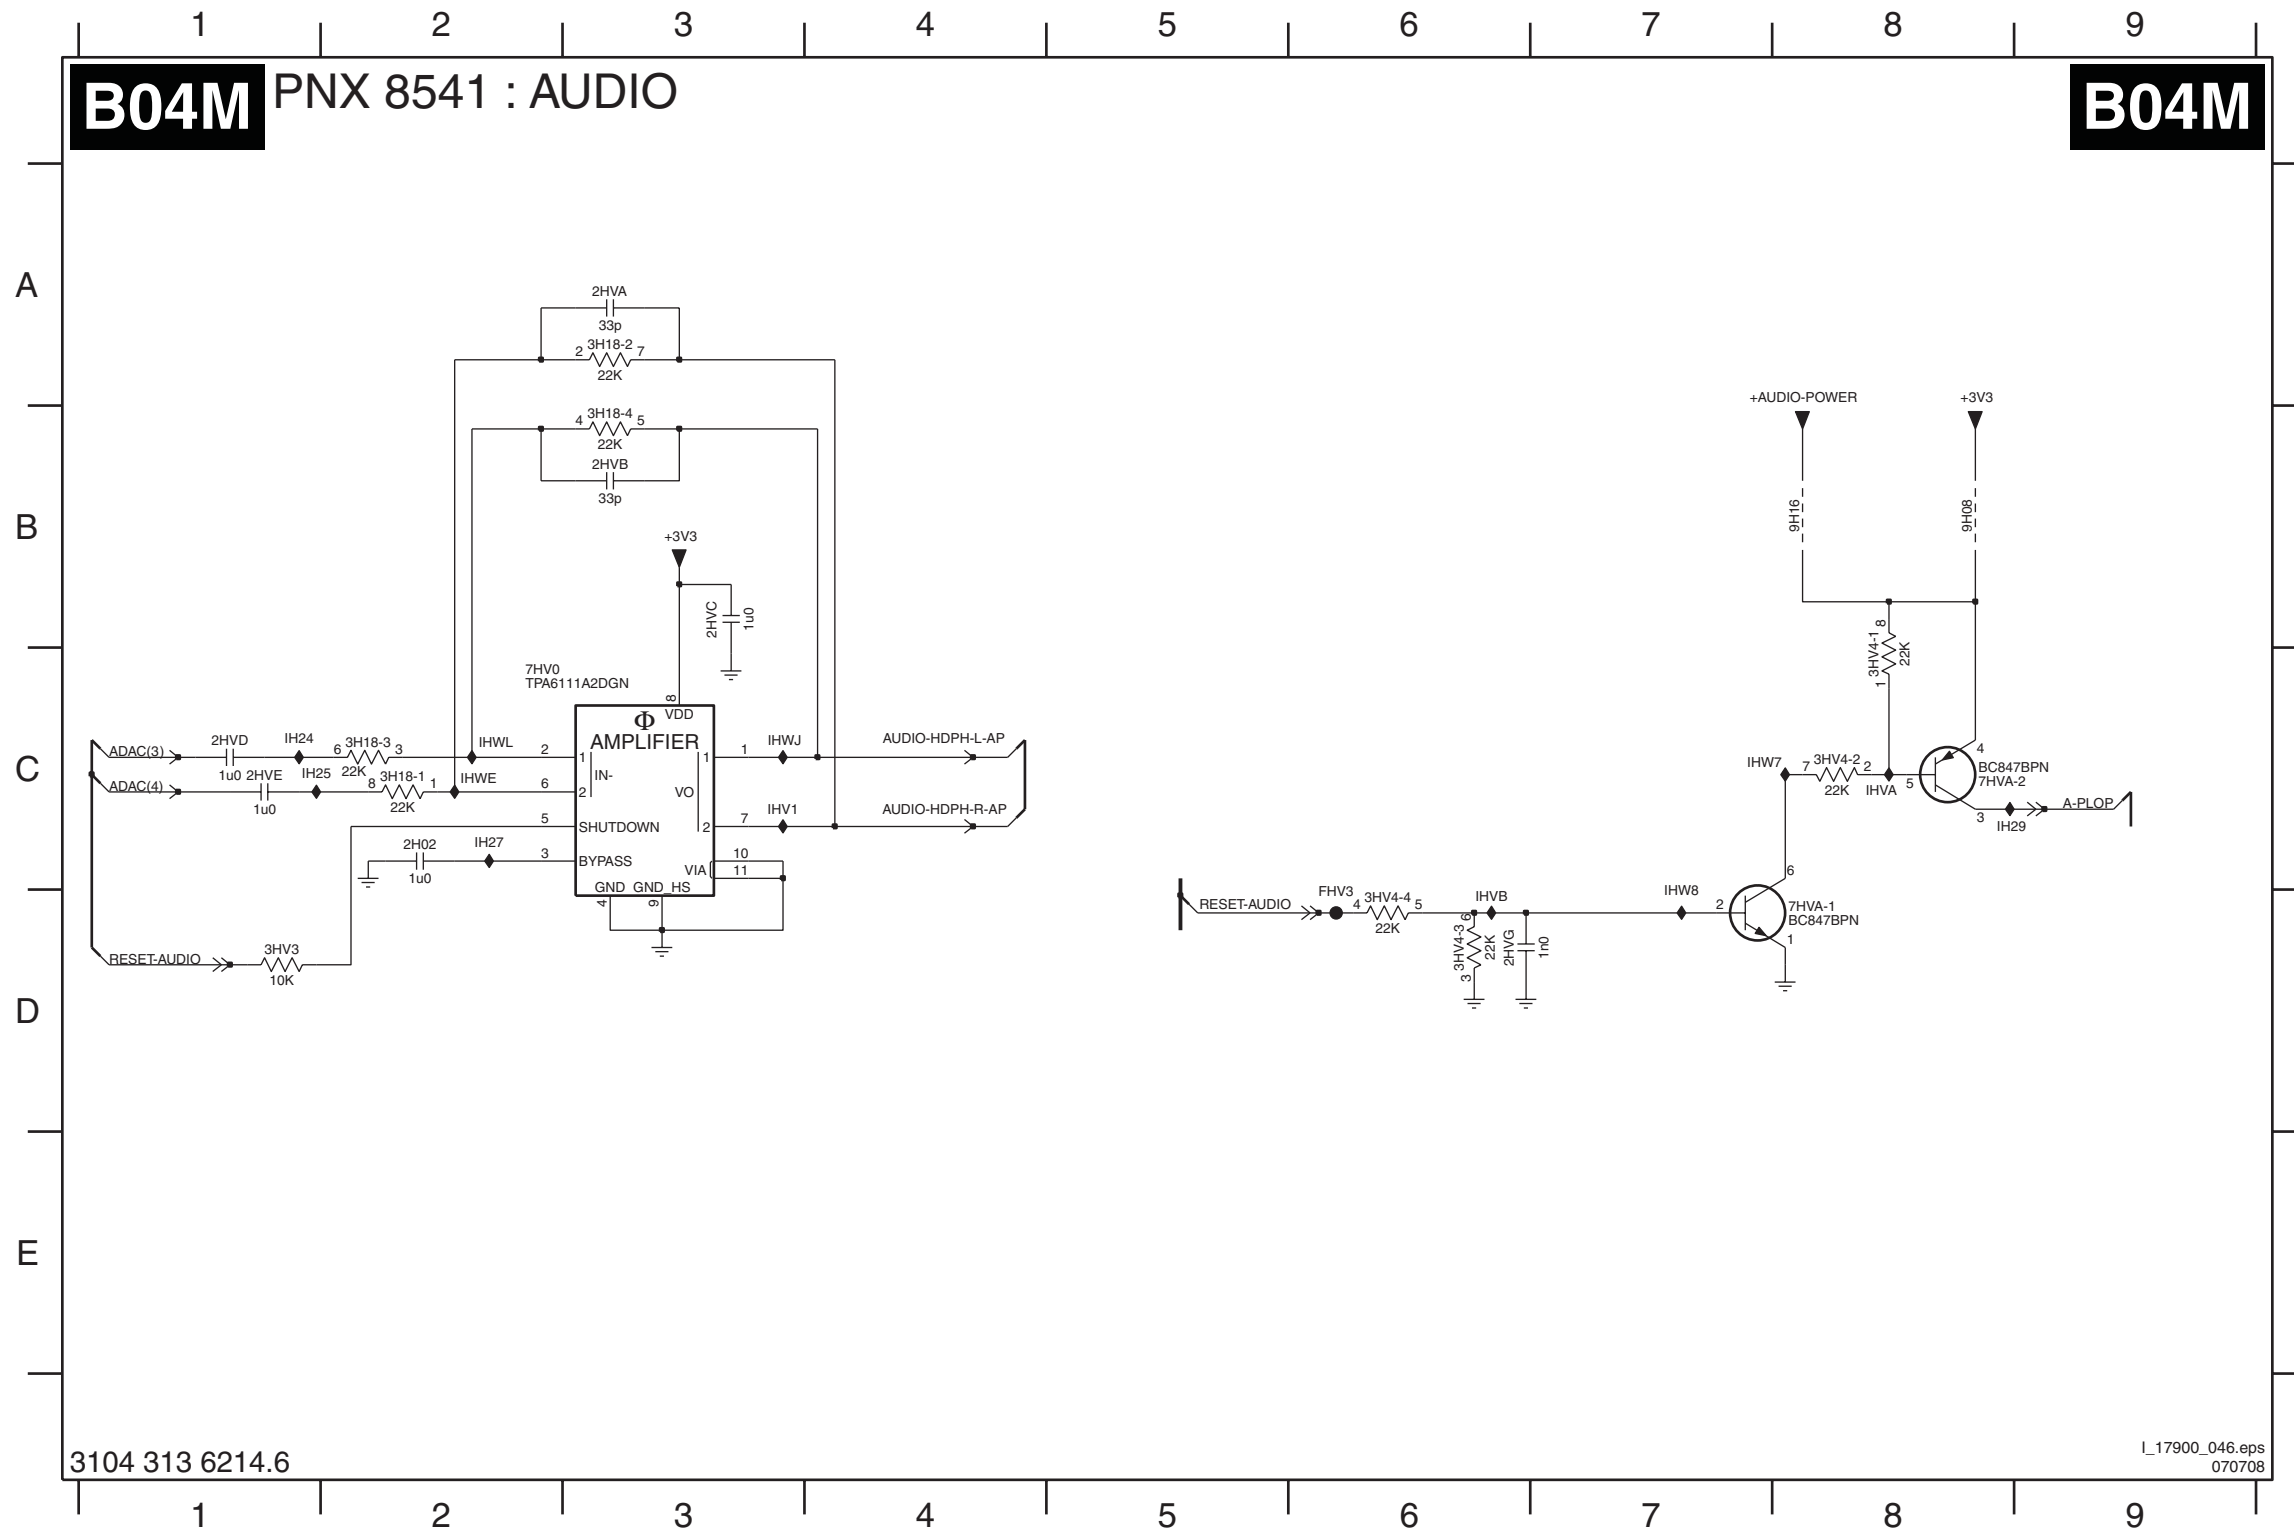 1 2 3 4 5 6 7 8 9
B04M PNX 8541 : AUDIO B04M
A
2HVA
33p
2 3H18-2 7
22K
+AUDIO-POWER +3V3
4 3H18-4 5
22K
2HVB
33p
B
9H16 9H08
+3V3
2HVC 1u0
8
3HV4-1 22K
1
7HV0
TPA6111A2DGN
8
VDD
Φ
AMPLIFIER
C
ADAC(3) 2HVD IH24 6 3H18-3 3 IHWL 2 1 1 1 IHWJ AUDIO-HDPH-L-AP
1u0 22K
IN-
ADAC(4) 2HVE IH25 8 3H18-1 1 IHWE 6 2
1u0 22K
VO
2 7 IHV1 AUDIO-HDPH-R-AP
IHW7 7 3HV4-2 2 4
22K IHVA 5
BC847BPN
7HVA-2
3 IH29 A-PLOP
5 SHUTDOWN
2H02 IH27 3 BYPASS
1u0
VIA 10
11
GND GND_HS
4 9
6
RESET-AUDIO FHV3 4 3HV4-4 5 IHVB IHW8 2
22K
7HVA-1
BC847BPN
1
6
3HV4-3 22K
3
2HVG 1n0
RESET-AUDIO 3HV3
10K
D
E
3104 313 6214.6
I_17900_046.eps
070708
1 2 3 4 5 6 7 8 9